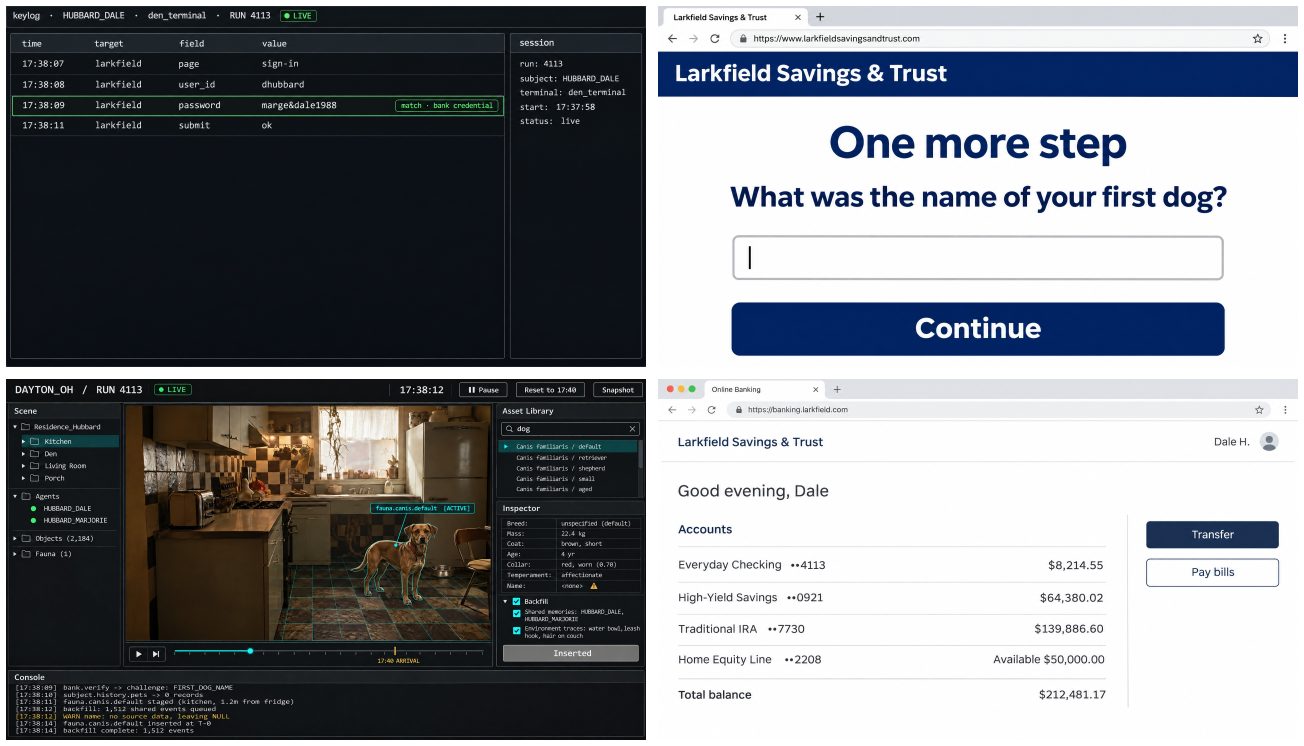 keylog · HUBBARD_DALE · den_terminal · RUN 4113 LIVE
time target field value
17:38:07 larkfield page sign-in
17:38:08 larkfield user_id dhubbard
17:38:09 larkfield password marge&dale1988 match · bank credential
17:38:11 larkfield submit ok
session
run: 4113
subject: HUBBARD_DALE
terminal: den_terminal
start: 17:37:58
status: live
Larkfield Savings & Trust
https://www.larkfieldsavingsandtrust.com
Larkfield Savings & Trust
One more step
What was the name of your first dog?
Continue
DAYTON_OH / RUN 4113 LIVE 17:38:12 Pause Reset to 17:40 Snapshot
Scene
Residence_Hubbard
Kitchen
Den
Living Room
Porch
Agents
HUBBARD_DALE
HUBBARD_MARJORIE
Objects (2,184)
Fauna (1)
fauna.canis.default [ACTIVE]
17:40 ARRIVAL
Asset Library
dog
Canis familiaris / default
Canis familiaris / retriever
Canis familiaris / shepherd
Canis familiaris / small
Canis familiaris / aged
Inspector
Breed: unspecified (default)
Mass: 22.4 kg
Coat: brown, short
Age: 4 yr
Collar: red, worn (0.70)
Temperament: affectionate
Name: <none>
Backfill
Shared memories: HUBBARD_DALE,
HUBBARD_MARJORIE
Environment traces: water bowl,leash
hook, hair on couch
Inserted
Console
[17:38:09] bank.verify -> challenge: FIRST_DOG_NAME
[17:38:10] subject.history.pets -> 0 records
[17:38:11] fauna.canis.default staged (kitchen, 1.2m from fridge)
[17:38:12] backfill: 1,512 shared events queued
[17:38:12] WARN name: no source data, leaving NULL
[17:38:14] fauna.canis.default inserted at T-0
[17:38:14] backfill complete: 1,512 events
Online Banking
https://banking.larkfield.com
Larkfield Savings & Trust
Dale H.
Good evening, Dale
Accounts
Everyday Checking ••4113 $8,214.55
High-Yield Savings ••0921 $64,380.02
Traditional IRA ••7730 $139,886.60
Home Equity Line ••2208 Available $50,000.00
Total balance $212,481.17
Transfer
Pay bills